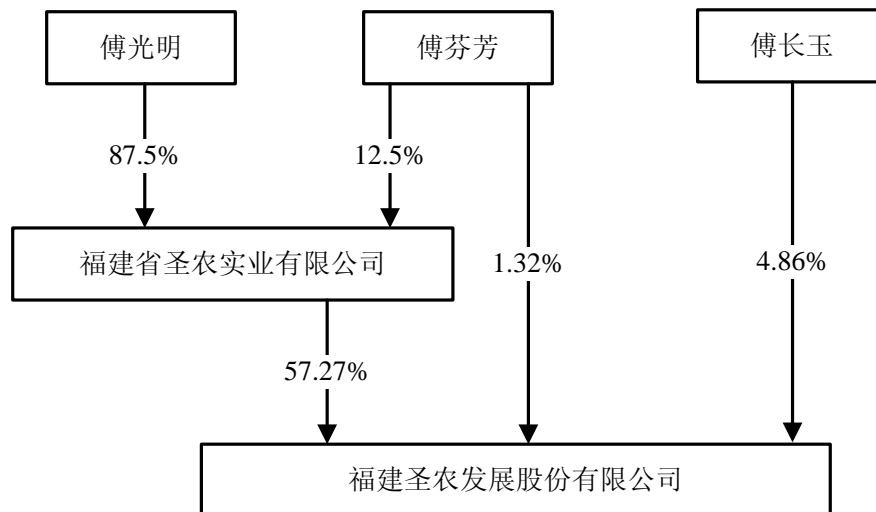 傅光明
傅芬芳
傅长玉
87.5%
12.5%
福建省圣农实业有限公司
1.32%
4.86%
57.27%
福建圣农发展股份有限公司